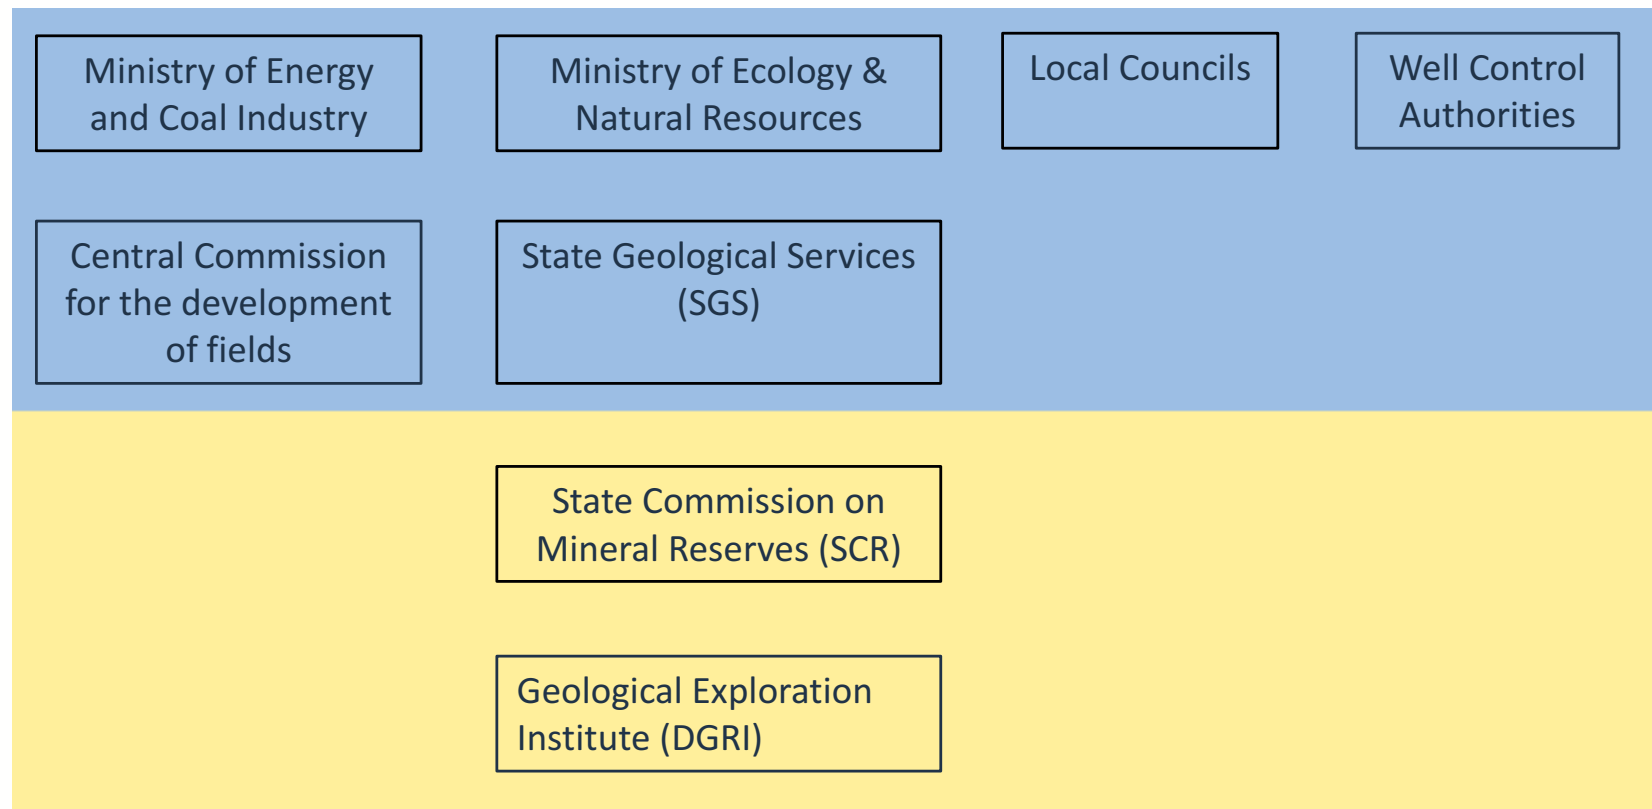 Ministry of Energy
and Coal Industry
Ministry of Ecology &
Natural Resources
Local Councils
Well Control
Authorities
Central Commission
for the development
of fields
State Geological Services
(SGS)
State Commission on
Mineral Reserves (SCR)
Geological Exploration
Institute (DGRI)